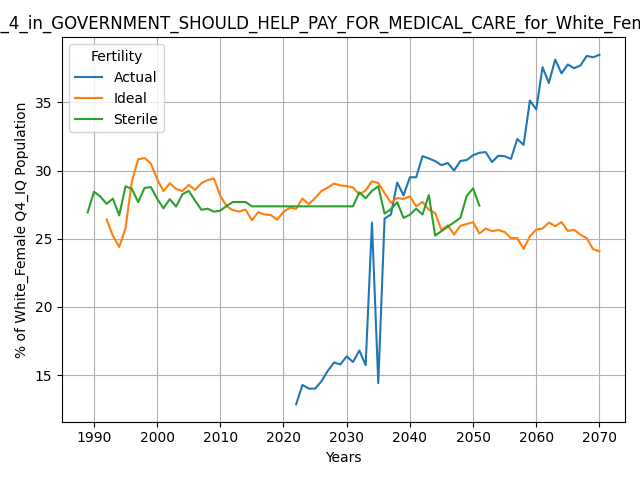 _4_in_GOVERNMENT_SHOULD_HELP_PAY_FOR_MEDICAL_CARE_for_White_Fem
Fertility
Actual
Ideal
Sterile
% of White_Female Q4_IQ Population
35
30
25
20
15
1990 2000 2010 2020 2030 2040 2050 2060 2070
Years